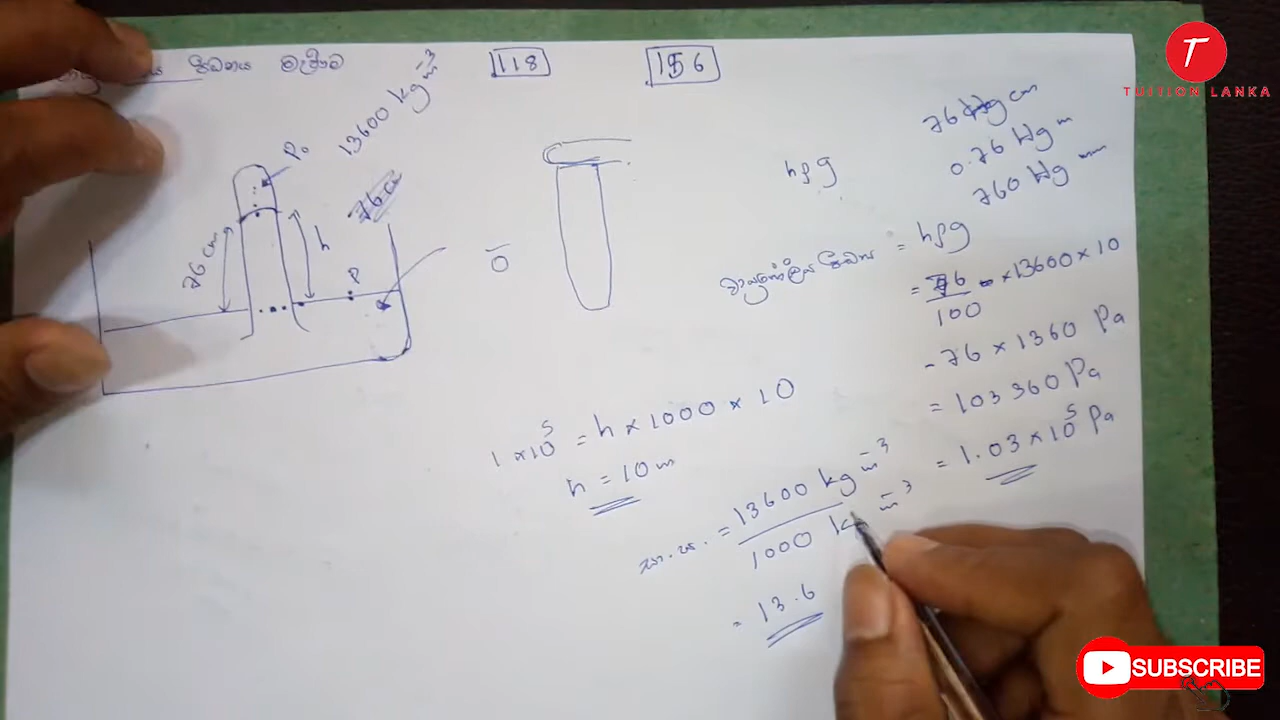 පීඩනය මැනීම
118
156
13600 kg m⁻³
P₀
76 cm
76 cm
h
P
hρg
76 Hg cm
0.76 Hg m
760 Hg mm
වායුගෝලීය පීඩනය = hρg
= 76/100 × 13600 × 10
= 76 × 1360 Pa
= 103 360 Pa
= 1.03 × 10⁵ Pa
1 × 10⁵ = h × 1000 × 10
h = 10 m
සා.ඝ. = 13600 kg m⁻³ / 1000 kg m⁻³
= 13.6
T
TUITION LANKA
SUBSCRIBE